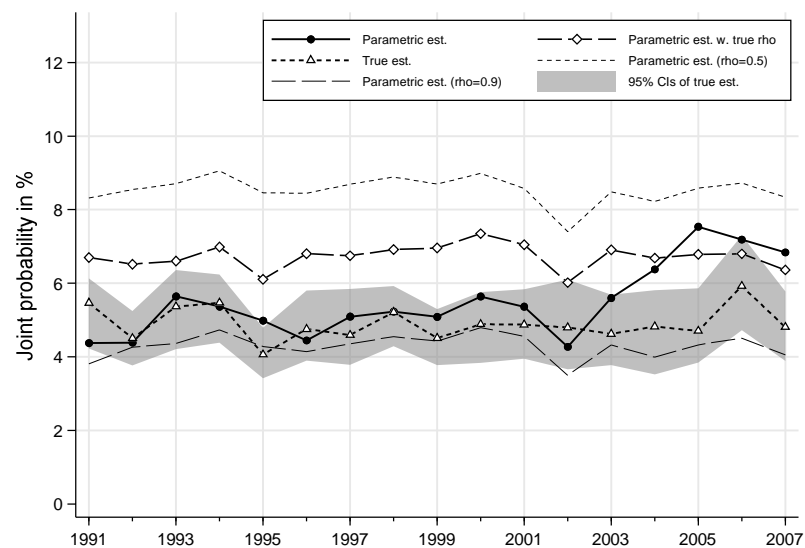 Parametric est.
Parametric est. w. true rho
True est.
Parametric est. (rho=0.5)
Parametric est. (rho=0.9)
95% CIs of true est.
Joint probability in %
12
10
8
6
4
2
0
1991 1993 1995 1997 1999 2001 2003 2005 2007